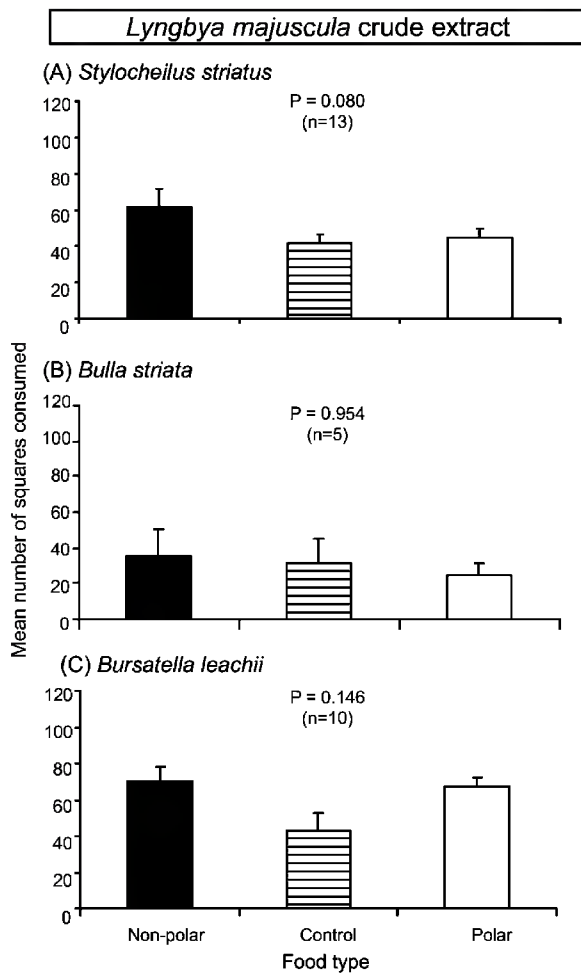 Lyngbya majuscula crude extract
(A) Stylocheilus striatus
P = 0.080
(n=13)
120
100
80
60
40
20
0
(B) Bulla striata
P = 0.954
(n=5)
120
100
80
60
40
20
0
(C) Bursatella leachii
P = 0.146
(n=10)
120
100
80
60
40
20
0
Mean number of squares consumed
Non-polar Control Polar
Food type